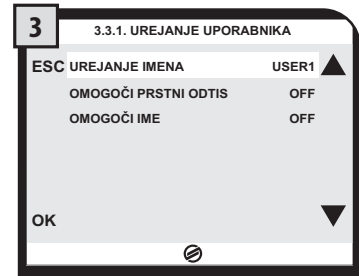 3
3.3.1. UREJANJE UPORABNIKA
ESC UREJANJE IMENA USER1
OMOGOČI PRSTNI ODTIS OFF
OMOGOČI IME OFF
OK